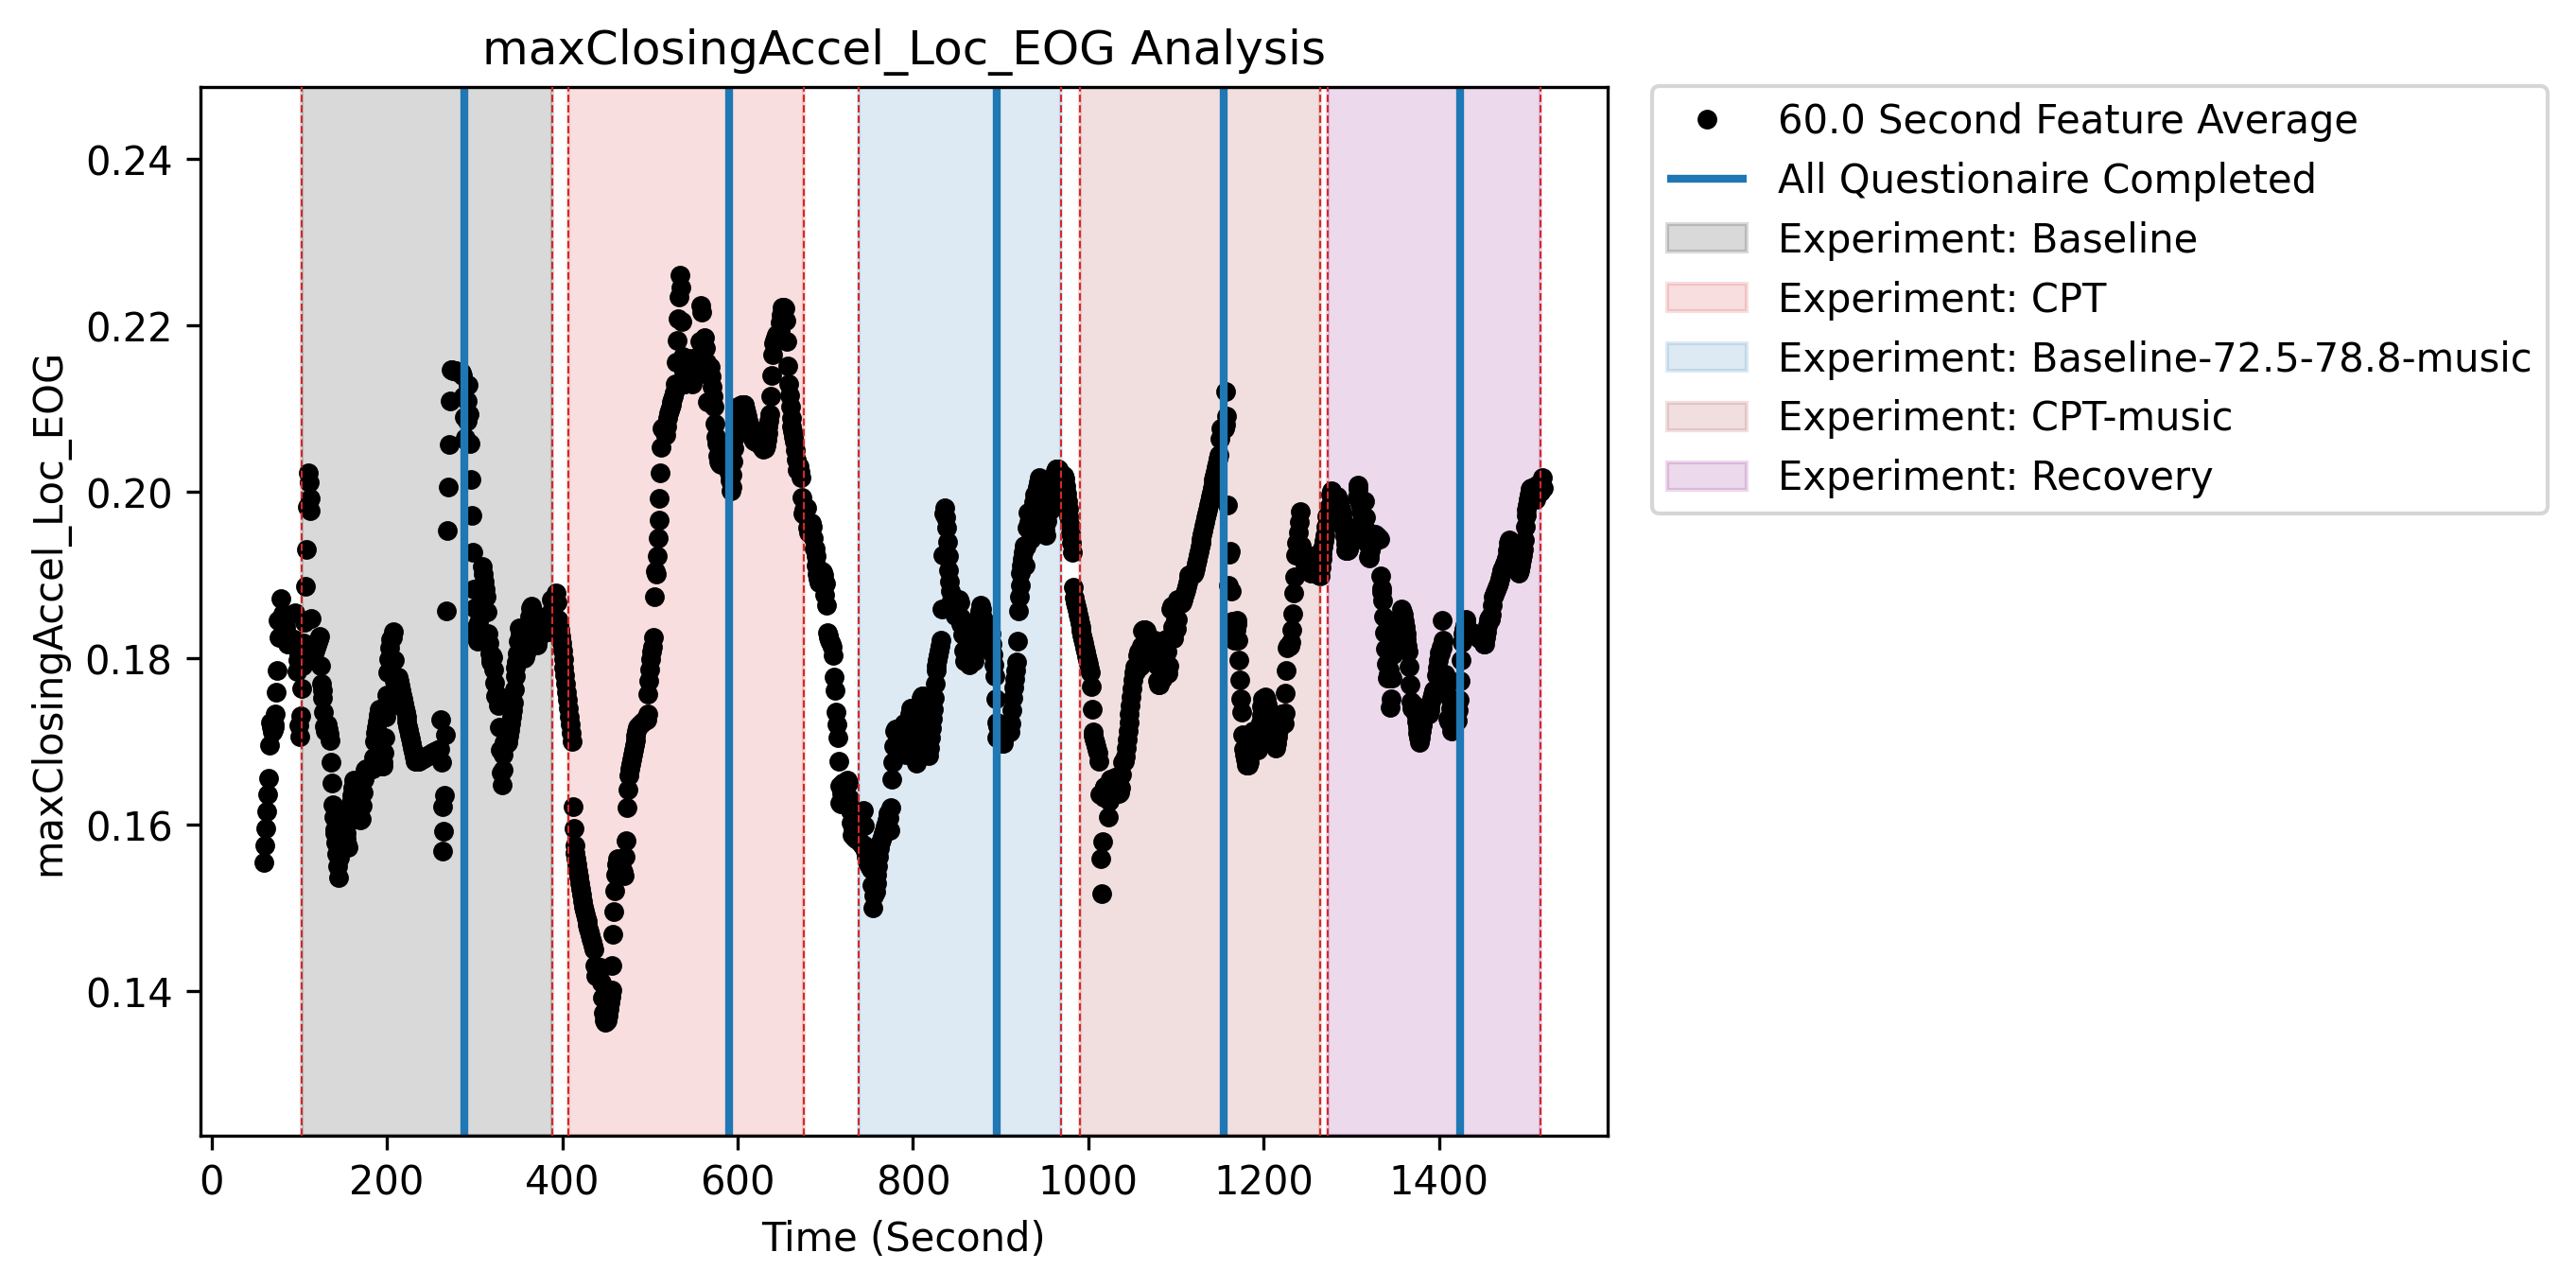 maxClosingAccel_Loc_EOG Analysis
maxClosingAccel_Loc_EOG
0.24
0.22
0.20
0.18
0.16
0.14
0 200 400 600 800 1000 1200 1400
Time (Second)
60.0 Second Feature Average
All Questionaire Completed
Experiment: Baseline
Experiment: CPT
Experiment: Baseline-72.5-78.8-music
Experiment: CPT-music
Experiment: Recovery